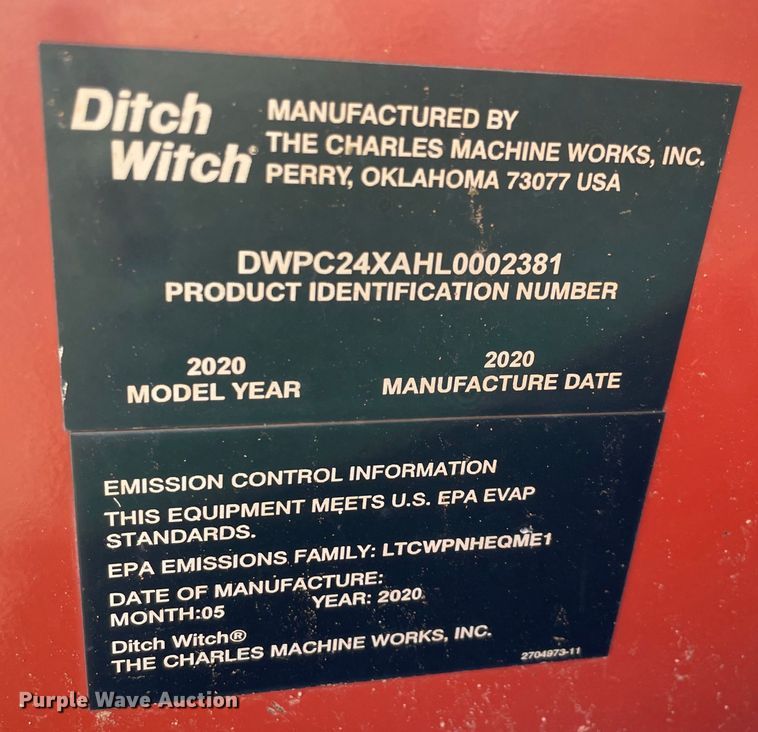 Ditch
Witch®
MANUFACTURED BY
THE CHARLES MACHINE WORKS, INC.
PERRY, OKLAHOMA 73077 USA
DWPC24XAHL0002381
PRODUCT IDENTIFICATION NUMBER
2020
MODEL YEAR
2020
MANUFACTURE DATE
EMISSION CONTROL INFORMATION
THIS EQUIPMENT MEETS U.S. EPA EVAP
STANDARDS.
EPA EMISSIONS FAMILY: LTCWPNHEQME1
DATE OF MANUFACTURE:
MONTH:05 YEAR: 2020
Ditch Witch®
THE CHARLES MACHINE WORKS, INC.
2704973-11
Purple Wave Auction